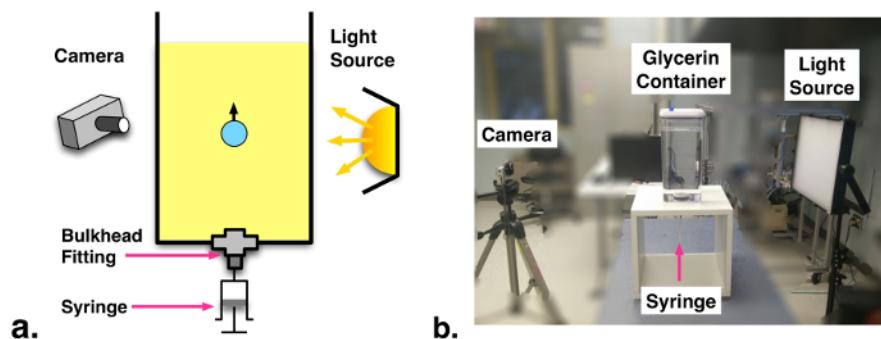 Camera
Light
Source
Bulkhead
Fitting
Syringe
a.
Glycerin
Container
Light
Source
Camera
Syringe
b.